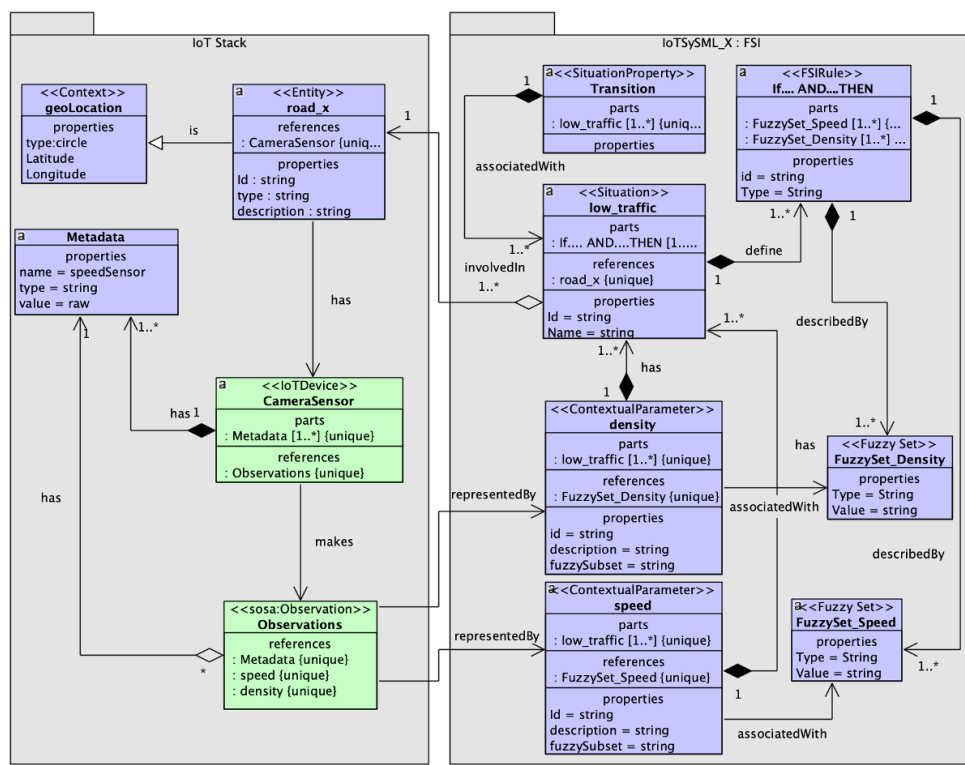 IoT Stack
<<Context>>
geoLocation
properties
type:circle
Latitude
Longitude
is
a
<<Entity>>
road_x
references
: CameraSensor {uniq...
properties
Id : string
type : string
description : string
1
a
Metadata
properties
name = speedSensor
type = string
value = raw
1
1..*
has
has
1
has
a
<<IoTDevice>>
CameraSensor
parts
: Metadata [1..*] {unique}
references
: Observations {unique}
makes
<<sosa:Observation>>
Observations
references
: Metadata {unique}
: speed {unique}
: density {unique}
*
IoTSySML_X : FSI
a
<<SituationProperty>>
Transition
parts
: low_traffic [1..*] {uniq...
properties
1
associatedWith
1..*
a
<<FSIRule>>
If.... AND....THEN
parts
: FuzzySet_Speed [1..*] {...
: FuzzySet_Density [1..*] ...
properties
id = string
Type = String
1
1..*
1
define
1
<<Situation>>
low_traffic
parts
: If.... AND....THEN [1.....
references
: road_x {unique}
properties
Id = string
Name = string
involvedIn
1..*
1..*
1..*
has
1
describedBy
1..*
<<ContextualParameter>>
density
parts
: low_traffic [1..*] {unique}
references
: FuzzySet_Density {unique}
properties
id = string
description = string
fuzzySubset = string
representedBy
has
associatedWith
<<Fuzzy Set>>
FuzzySet_Density
properties
Type = String
Value = string
describedBy
a
<<ContextualParameter>>
speed
parts
: low_traffic [1..*] {unique}
references
: FuzzySet_Speed {unique}
properties
Id = string
description = string
fuzzySubset = string
representedBy
1
associatedWith
a
<<Fuzzy Set>>
FuzzySet_Speed
properties
Type = String
Value = string
1..*